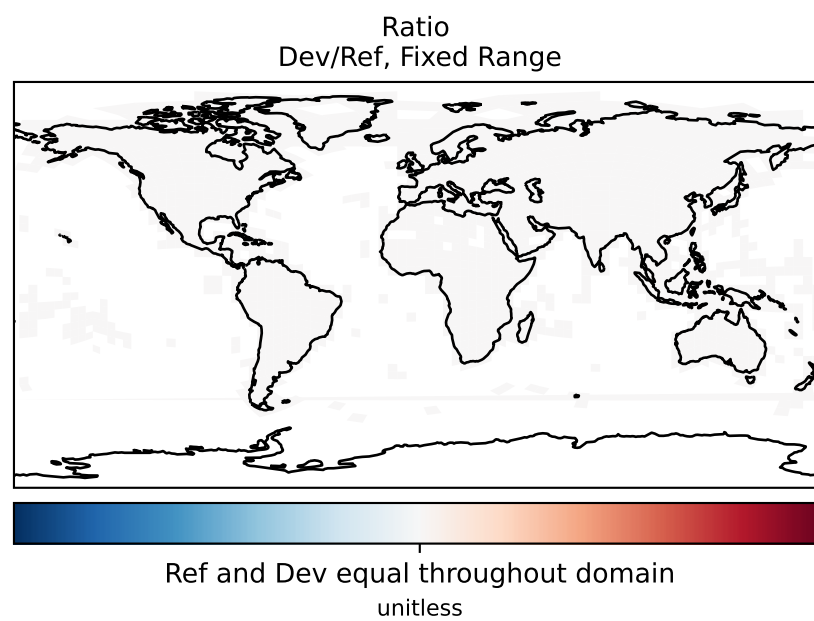 Ratio
Dev/Ref, Fixed Range
Ref and Dev equal throughout domain
unitless